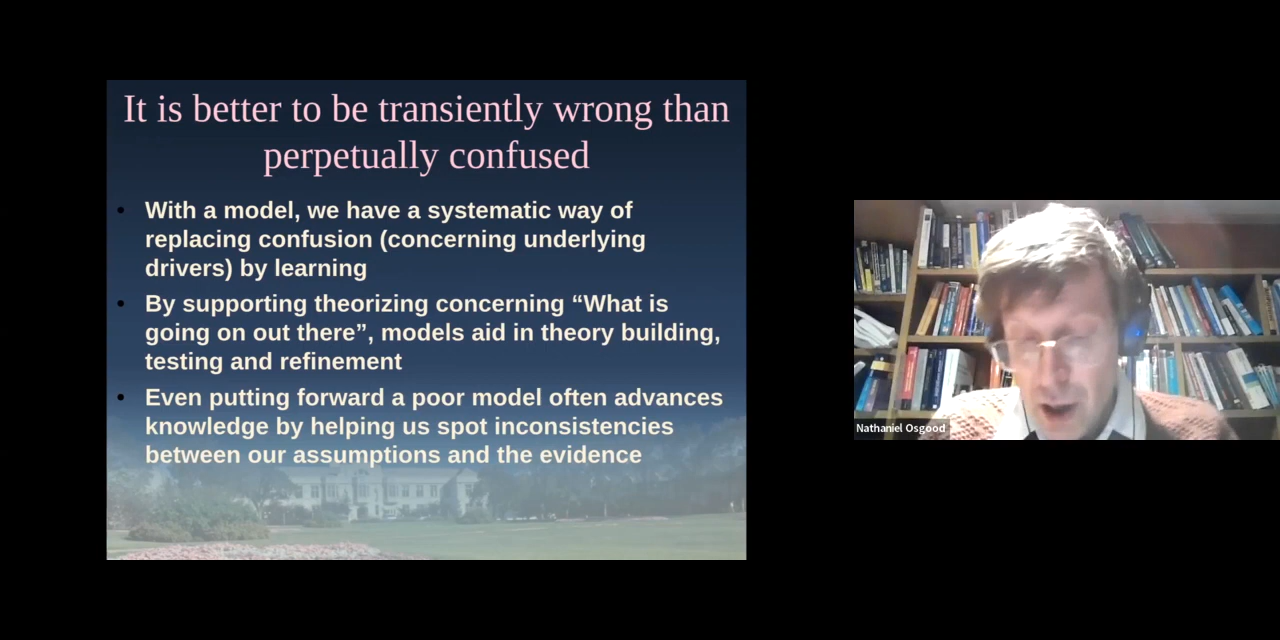 It is better to be transiently wrong than
perpetually confused
• With a model, we have a systematic way of
replacing confusion (concerning underlying
drivers) by learning
• By supporting theorizing concerning “What is
going on out there”, models aid in theory building,
testing and refinement
• Even putting forward a poor model often advances
knowledge by helping us spot inconsistencies
between our assumptions and the evidence
Nathaniel Osgood